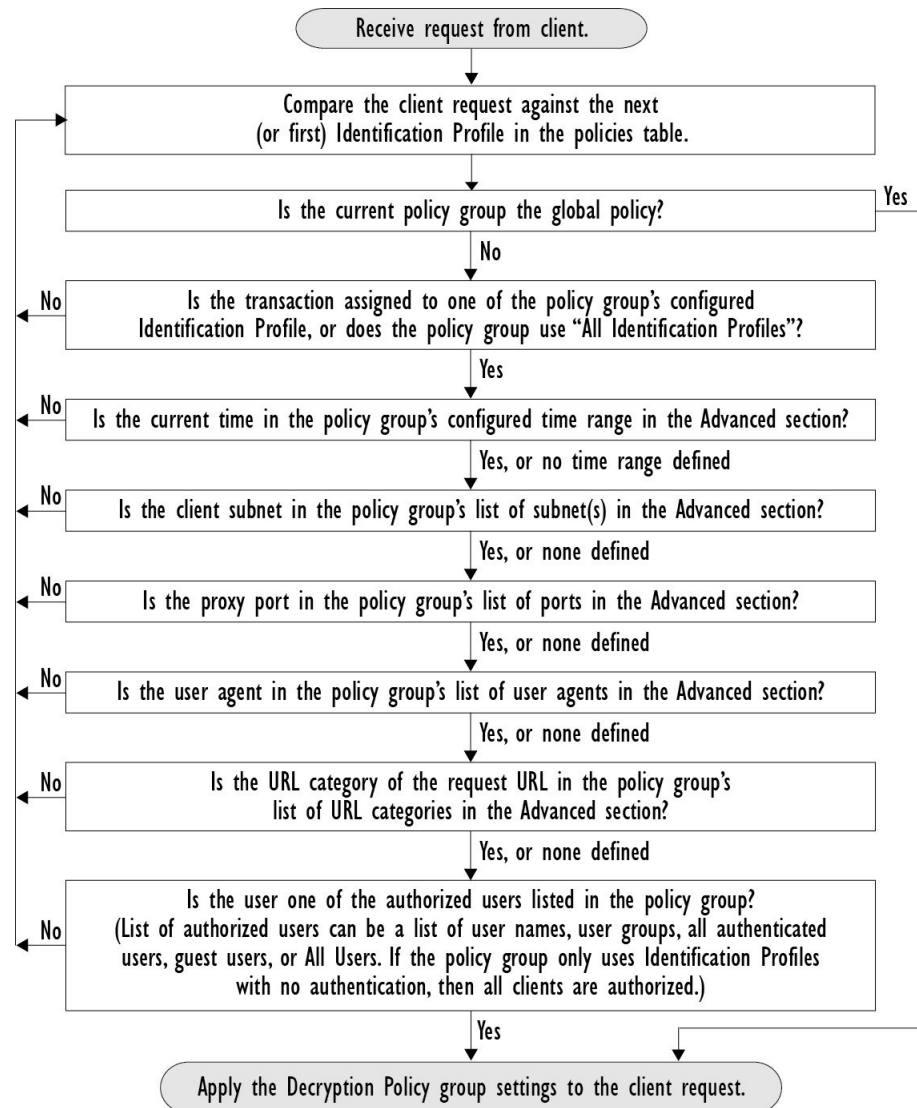 Receive request from client.
Compare the client request against the next
(or first) Identification Profile in the policies table.
Yes
Is the current policy group the global policy?
No
No
Is the transaction assigned to one of the policy group's configured
Identification Profile, or does the policy group use “All Identification Profiles”?
Yes
No
Is the current time in the policy group's configured time range in the Advanced section?
Yes, or no time range defined
No
Is the client subnet in the policy group's list of subnet(s) in the Advanced section?
Yes, or none defined
No
Is the proxy port in the policy group's list of ports in the Advanced section?
Yes, or none defined
No
Is the user agent in the policy group's list of user agents in the Advanced section?
Yes, or none defined
No
Is the URL category of the request URL in the policy group's
list of URL categories in the Advanced section?
Yes, or none defined
No
Is the user one of the authorized users listed in the policy group?
(List of authorized users can be a list of user names, user groups, all authenticated
users, guest users, or All Users. If the policy group only uses Identification Profiles
with no authentication, then all clients are authorized.)
Yes
Apply the Decryption Policy group settings to the client request.